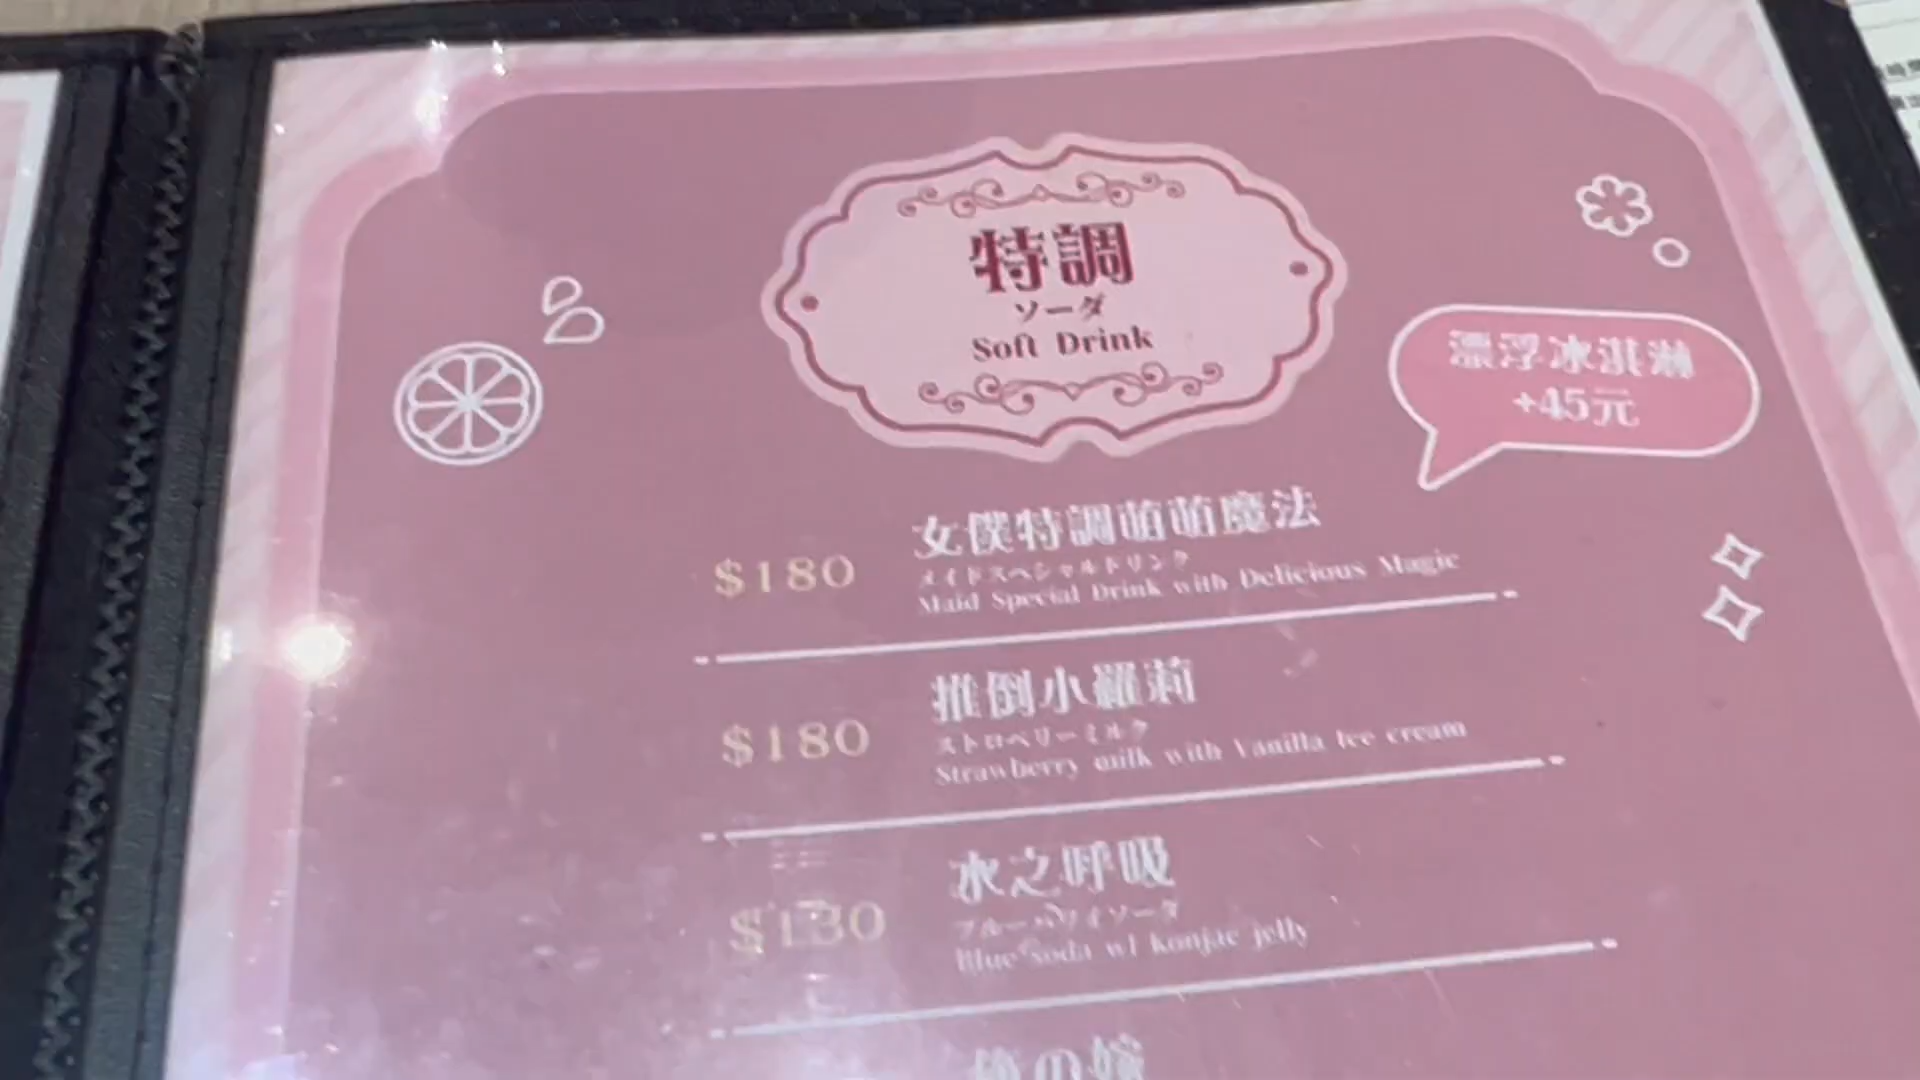 特調
ソーダ
Soft Drink
漂浮冰淇淋
+45元
女僕特調萌萌魔法
$180
メイドスペシャルドリンク
Maid Special Drink with Delicious Magic
推倒小蘿莉
$180
ストロベリーミルク
Strawberry milk with Vanilla Ice cream
水之呼吸
ブルーハワイソーダ
Blue soda w/ konjac jelly
俺の嫁